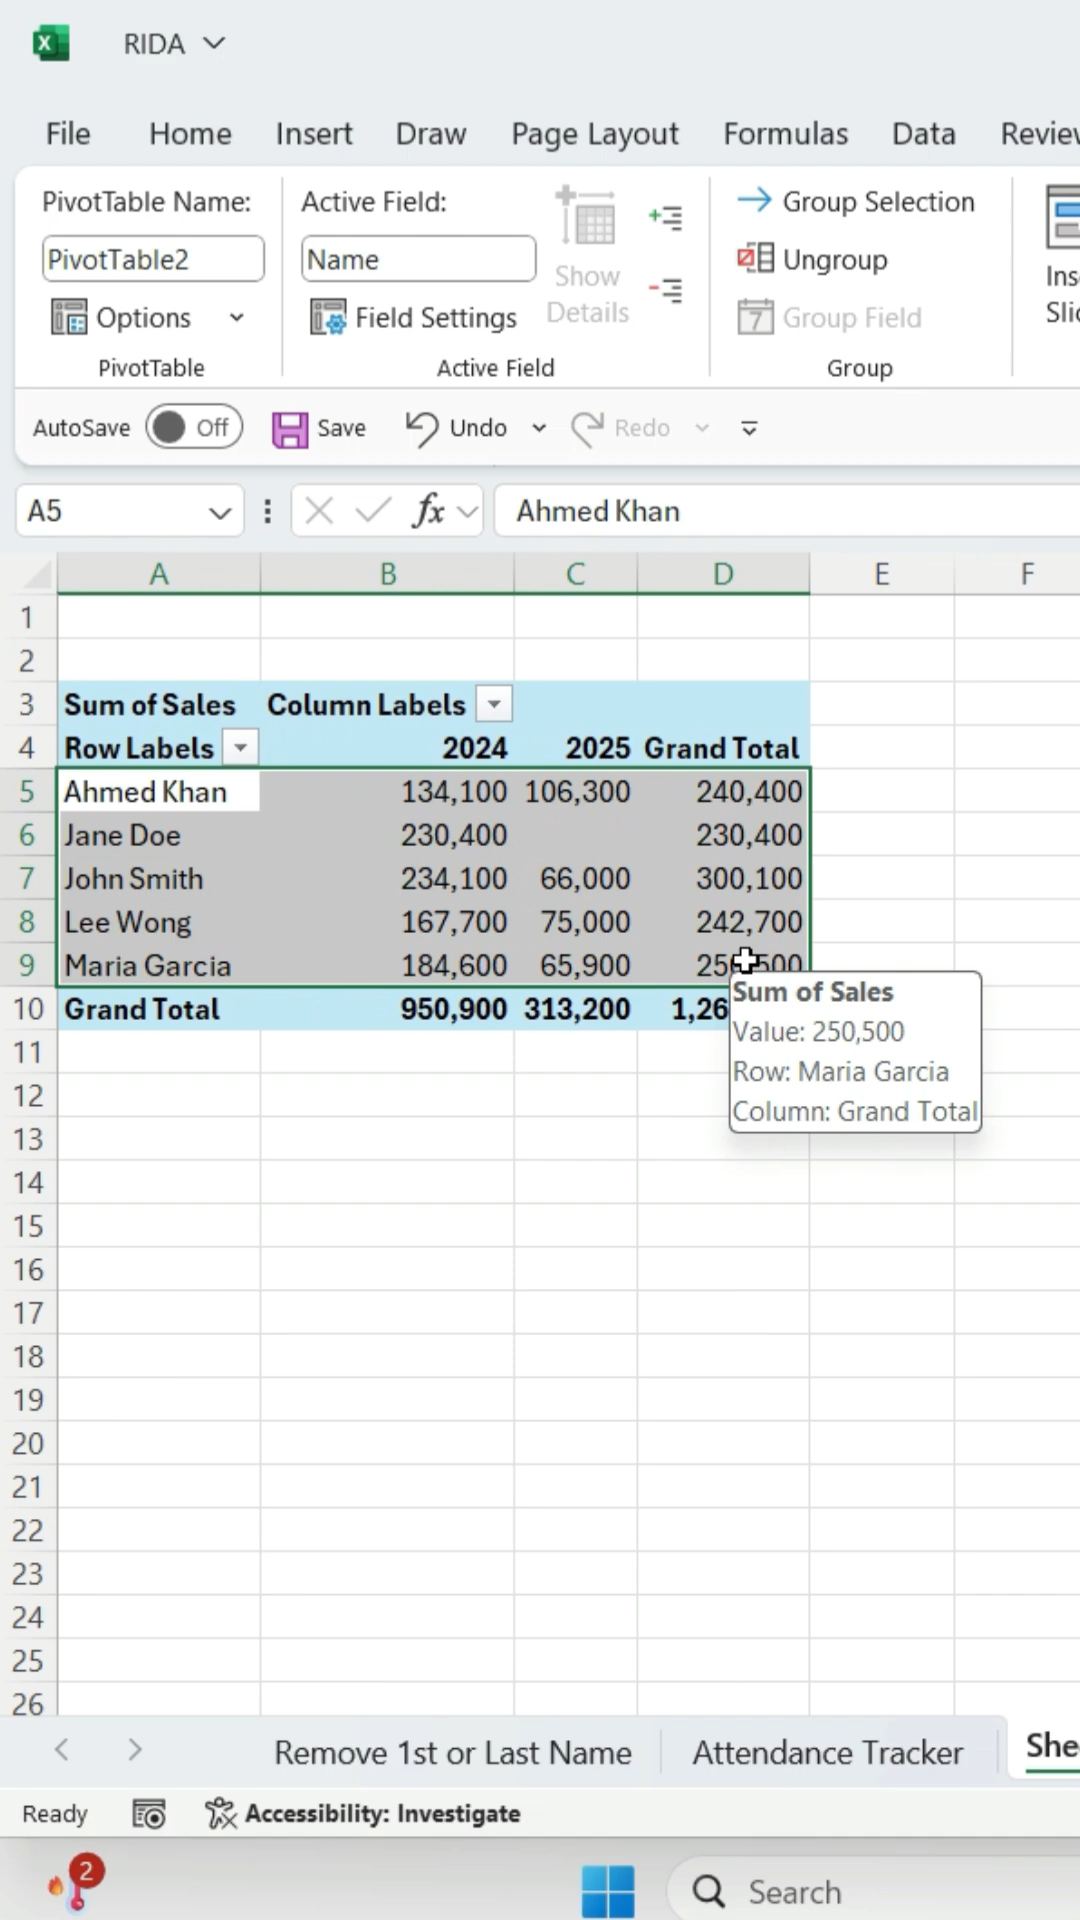 RIDA
File Home Insert Draw Page Layout Formulas Data Review
PivotTable Name:
PivotTable2
Options
PivotTable
Active Field:
Name
Field Settings
Active Field
Show
Details
Group Selection
Ungroup
7 Group Field
Group
AutoSave Off Save Undo Redo
A5 fx Ahmed Khan
A B C D E F
1
2
3 Sum of Sales Column Labels
4 Row Labels 2024 2025 Grand Total
5 Ahmed Khan 134,100 106,300 240,400
6 Jane Doe 230,400 230,400
7 John Smith 234,100 66,000 300,100
8 Lee Wong 167,700 75,000 242,700
9 Maria Garcia 184,600 65,900
10 Grand Total 950,900 313,200
Sum of Sales
Value: 250,500
Row: Maria Garcia
Column: Grand Total
11
12
13
14
15
16
17
18
19
20
21
22
23
24
25
26
Remove 1st or Last Name Attendance Tracker
Ready Accessibility: Investigate
2 Search